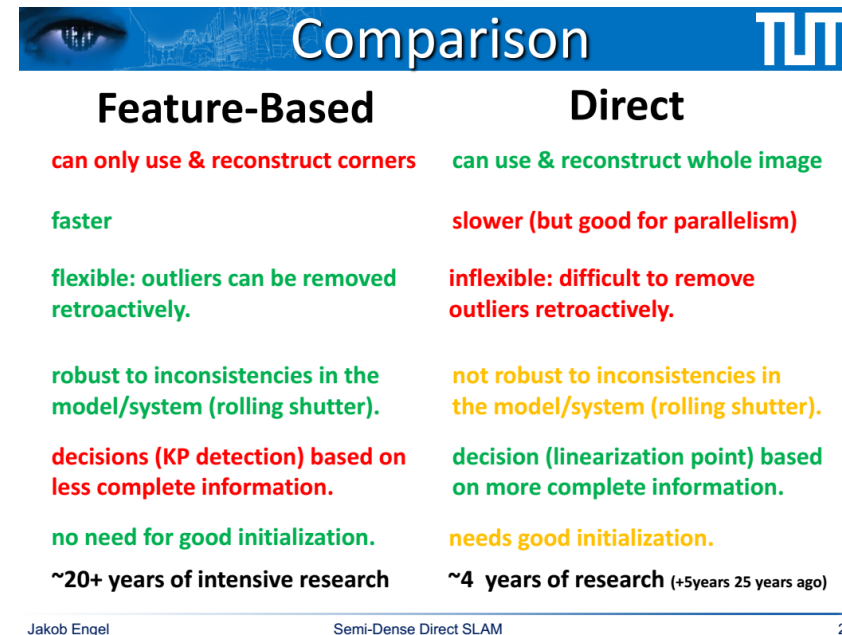 Comparison
TUM
Feature-Based
Direct
can only use & reconstruct corners
can use & reconstruct whole image
faster
slower (but good for parallelism)
flexible: outliers can be removed
retroactively.
inflexible: difficult to remove
outliers retroactively.
robust to inconsistencies in the
model/system (rolling shutter).
not robust to inconsistencies in
the model/system (rolling shutter).
decisions (KP detection) based on
less complete information.
decision (linearization point) based
on more complete information.
no need for good initialization.
needs good initialization.
~20+ years of intensive research
~4 years of research (+5years 25 years ago)
Jakob Engel
Semi-Dense Direct SLAM